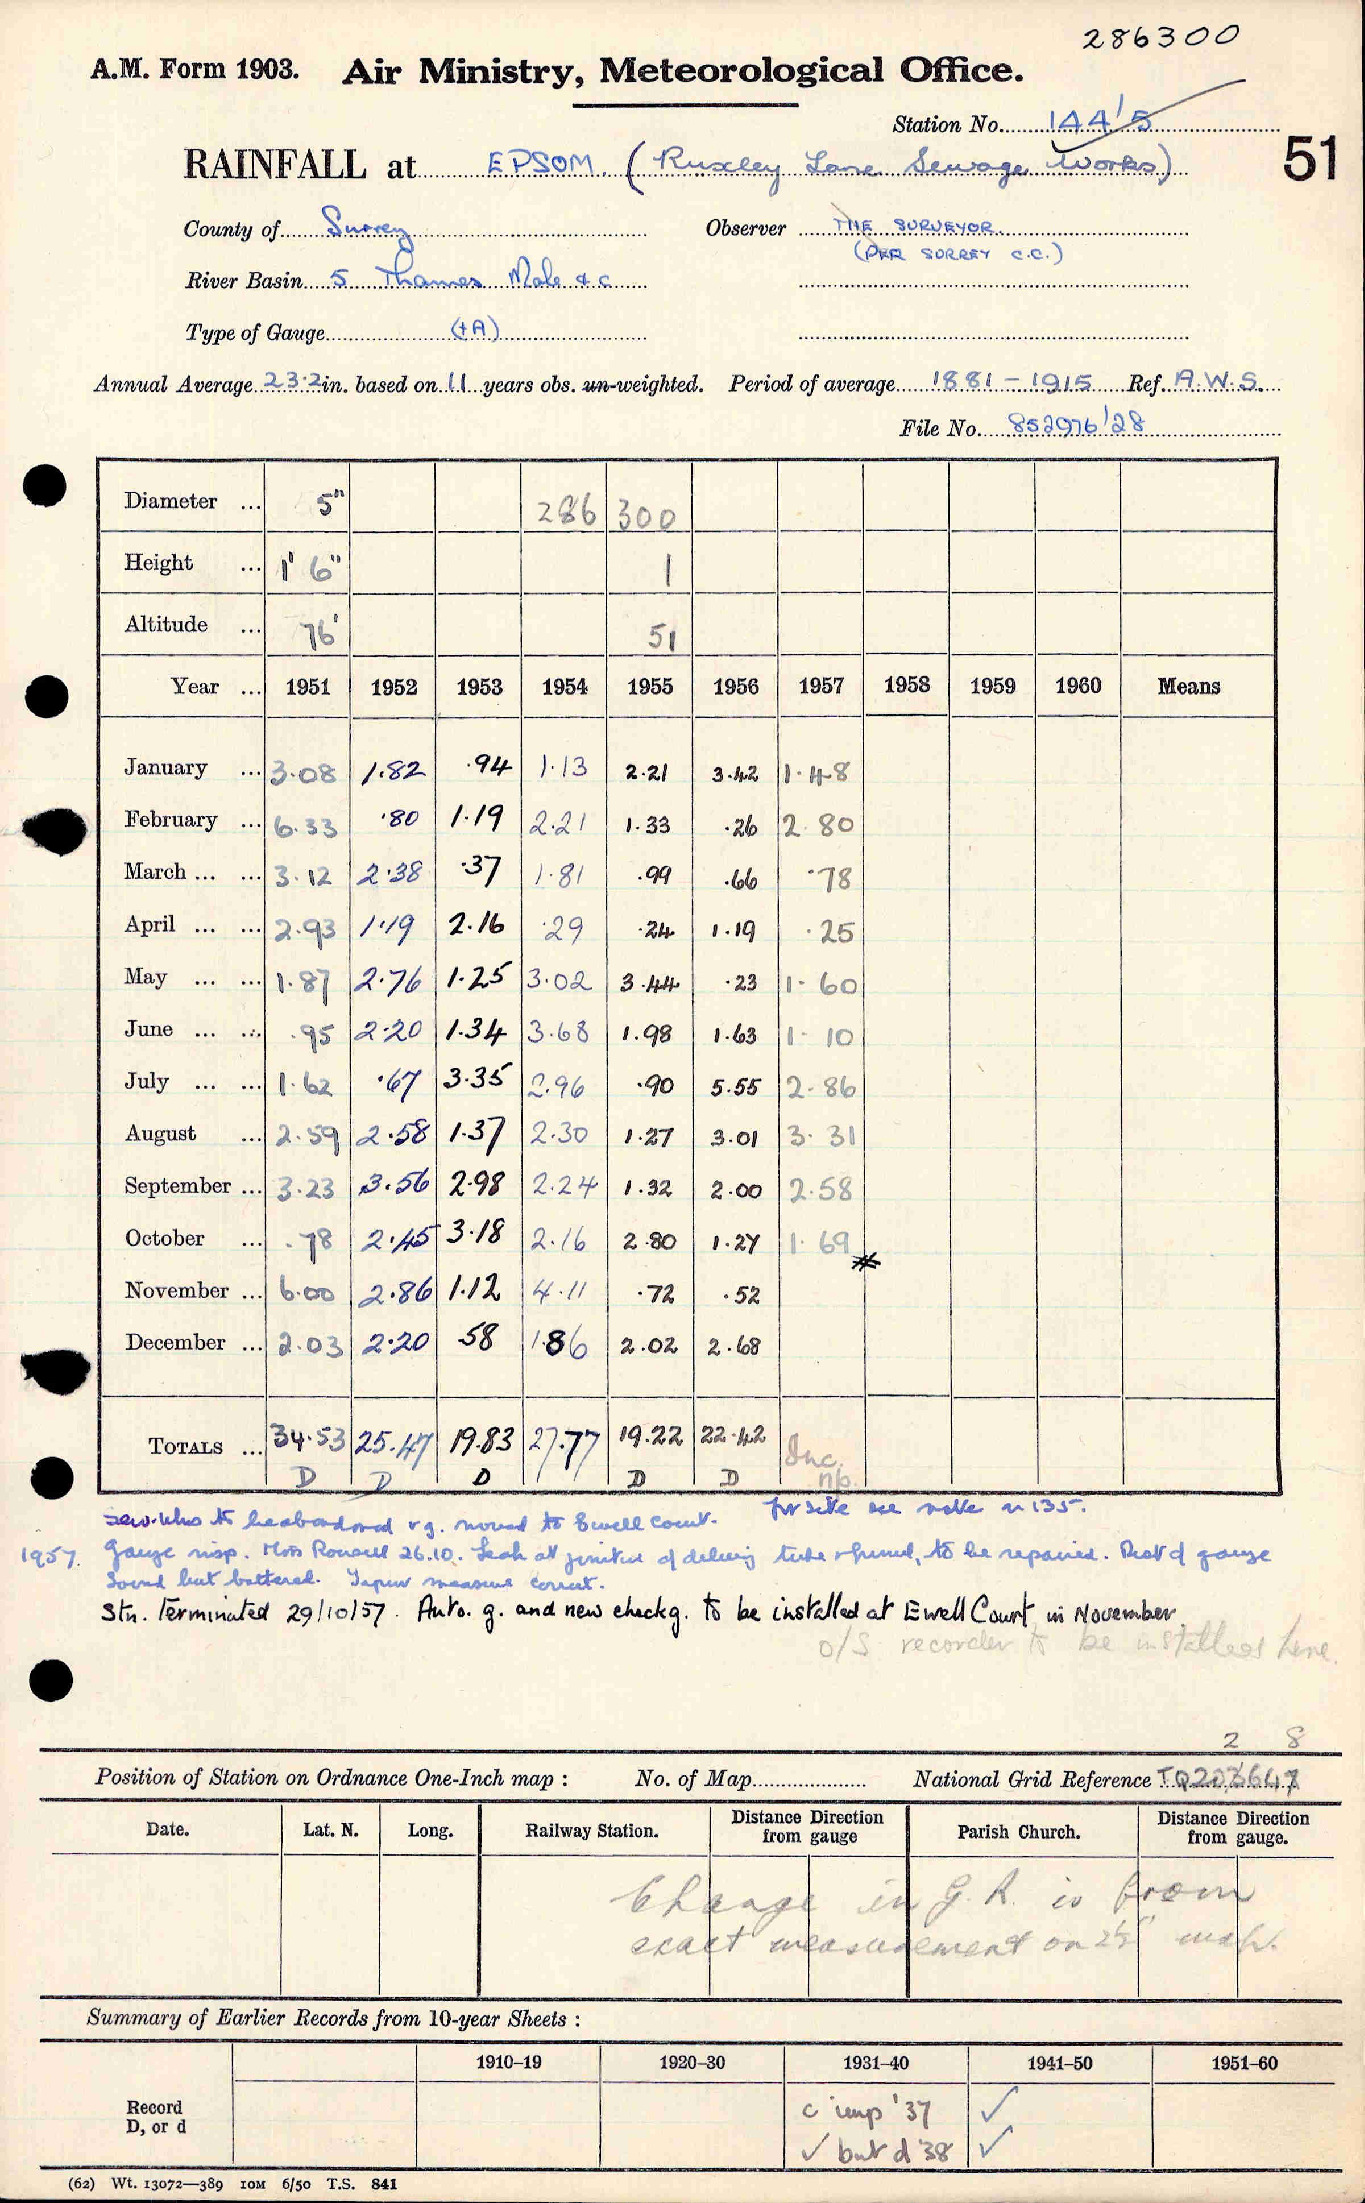 286300
A.M. Form 1903. Air Ministry, Meteorological Office.
Station No. 144/5
51
RAINFALL at EPSOM. (Ruxley Lane Sewage Works)
County of Surrey Observer THE SURVEYOR
(PER SURREY C.C.)
River Basin 5 Thames Mole & c
Type of Gauge (+A)
Annual Average 23.2 in. based on 11 years obs. un-weighted. Period of average 1881-1915 Ref. A.W.S.
File No. 852976/28
Diameter ... 5" 286 300
Height ... 1' 6" 1
Altitude ... 76' 51
Year ... 1951 1952 1953 1954 1955 1956 1957 1958 1959 1960 Means
January ... 3.08 1.82 .94 1.13 2.21 3.42 1.48
February ... 6.33 .80 1.19 2.21 1.33 .26 2.80
March ... ... 3.12 2.38 .37 1.81 .99 .66 .78
April ... ... 2.93 1.19 2.16 .29 .24 1.19 .25
May ... ... 1.87 2.76 1.25 3.02 3.44 .23 1.60
June ... ... .95 2.20 1.34 3.68 1.98 1.63 1.10
July ... ... 1.62 .67 3.35 2.96 .90 5.55 2.86
August ... 2.59 2.58 1.37 2.30 1.27 3.01 3.31
September ... 3.23 3.56 2.98 2.24 1.32 2.00 2.58
October ... .78 2.45 3.18 2.16 2.80 1.27 1.69
November ... 6.00 2.86 1.12 4.11 .72 .52
December ... 2.03 2.20 .58 1.86 2.02 2.68
TOTALS ... 34.53 25.47 19.83 27.77 19.22 22.42 Inc.
D D D D D np.
to be abandoned r.g. moved to Ewell Court. For site see note in 135.
1957. Gauge insp. 26.10. Leak at of tube to be repaired. Rest of gauge
Sound but battered. measure correct.
Stn. Terminated 29/10/57. Auto. g. and new check g. to be installed at Ewell Court in November.
O/S recorder to be installed here.
2 8
Position of Station on Ordnance One-Inch map : No. of Map National Grid Reference TQ203647
Date. Lat. N. Long. Railway Station. Distance Direction from gauge Parish Church. Distance Direction from gauge.
Change in G.R. is from
exact measurement on 2½" map.
Summary of Earlier Records from 10-year Sheets :
1910-19 1920-30 1931-40 1941-50 1951-60
Record
D, or d
c imp '37 ✓
✓ but d '38 ✓
(62) Wt. 13072—389 10M 6/50 T.S. 841